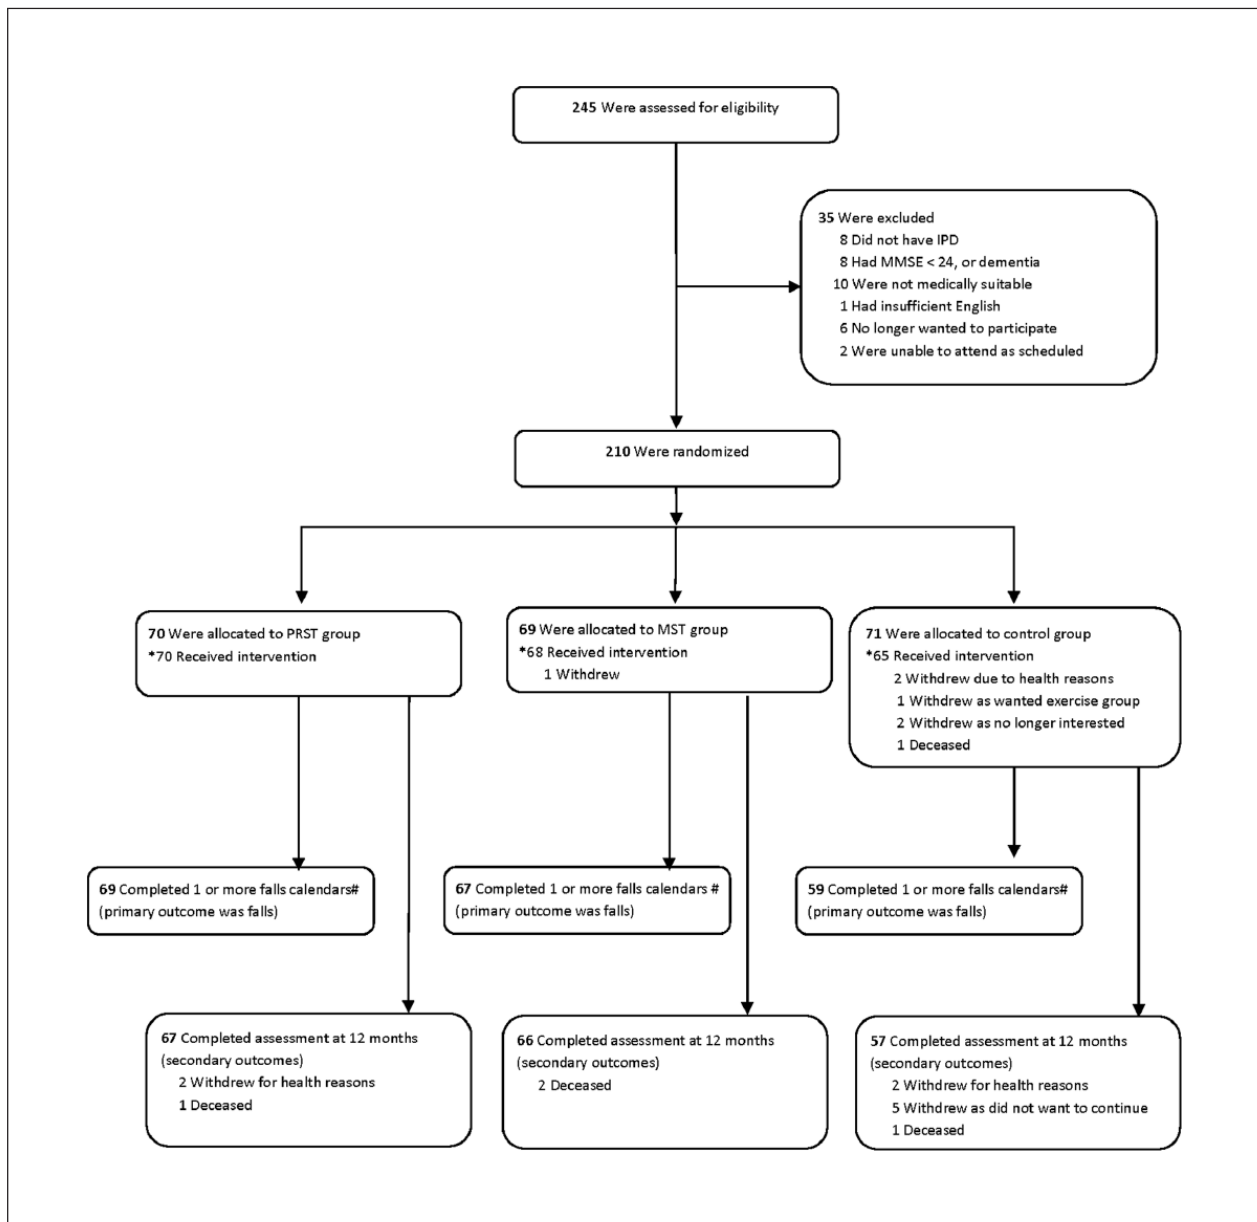 245 Were assessed for eligibility
35 Were excluded
8 Did not have IPD
8 Had MMSE < 24, or dementia
10 Were not medically suitable
1 Had insufficient English
6 No longer wanted to participate
2 Were unable to attend as scheduled
210 Were randomized
70 Were allocated to PRST group
*70 Received intervention
69 Were allocated to MST group
*68 Received intervention
1 Withdrew
71 Were allocated to control group
*65 Received intervention
2 Withdrew due to health reasons
1 Withdrew as wanted exercise group
2 Withdrew as no longer interested
1 Deceased
69 Completed 1 or more falls calendars#
(primary outcome was falls)
67 Completed 1 or more falls calendars #
(primary outcome was falls)
59 Completed 1 or more falls calendars#
(primary outcome was falls)
67 Completed assessment at 12 months
(secondary outcomes)
2 Withdrew for health reasons
1 Deceased
66 Completed assessment at 12 months
(secondary outcomes)
2 Deceased
57 Completed assessment at 12 months
(secondary outcomes)
2 Withdrew for health reasons
5 Withdrew as did not want to continue
1 Deceased